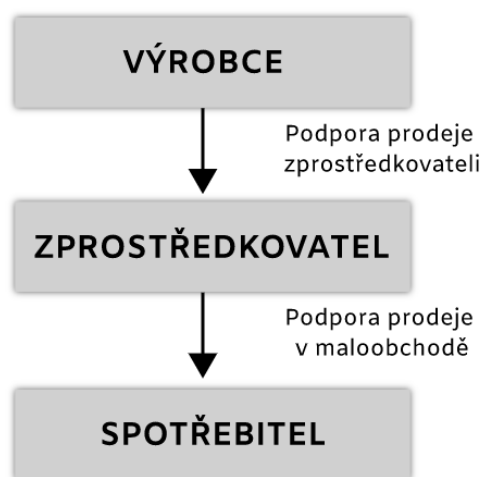 VÝROBCE
Podpora prodeje
zprostředkovateli
ZPROSTŘEDKOVATEL
Podpora prodeje
v maloobchodě
SPOTŘEBITEL